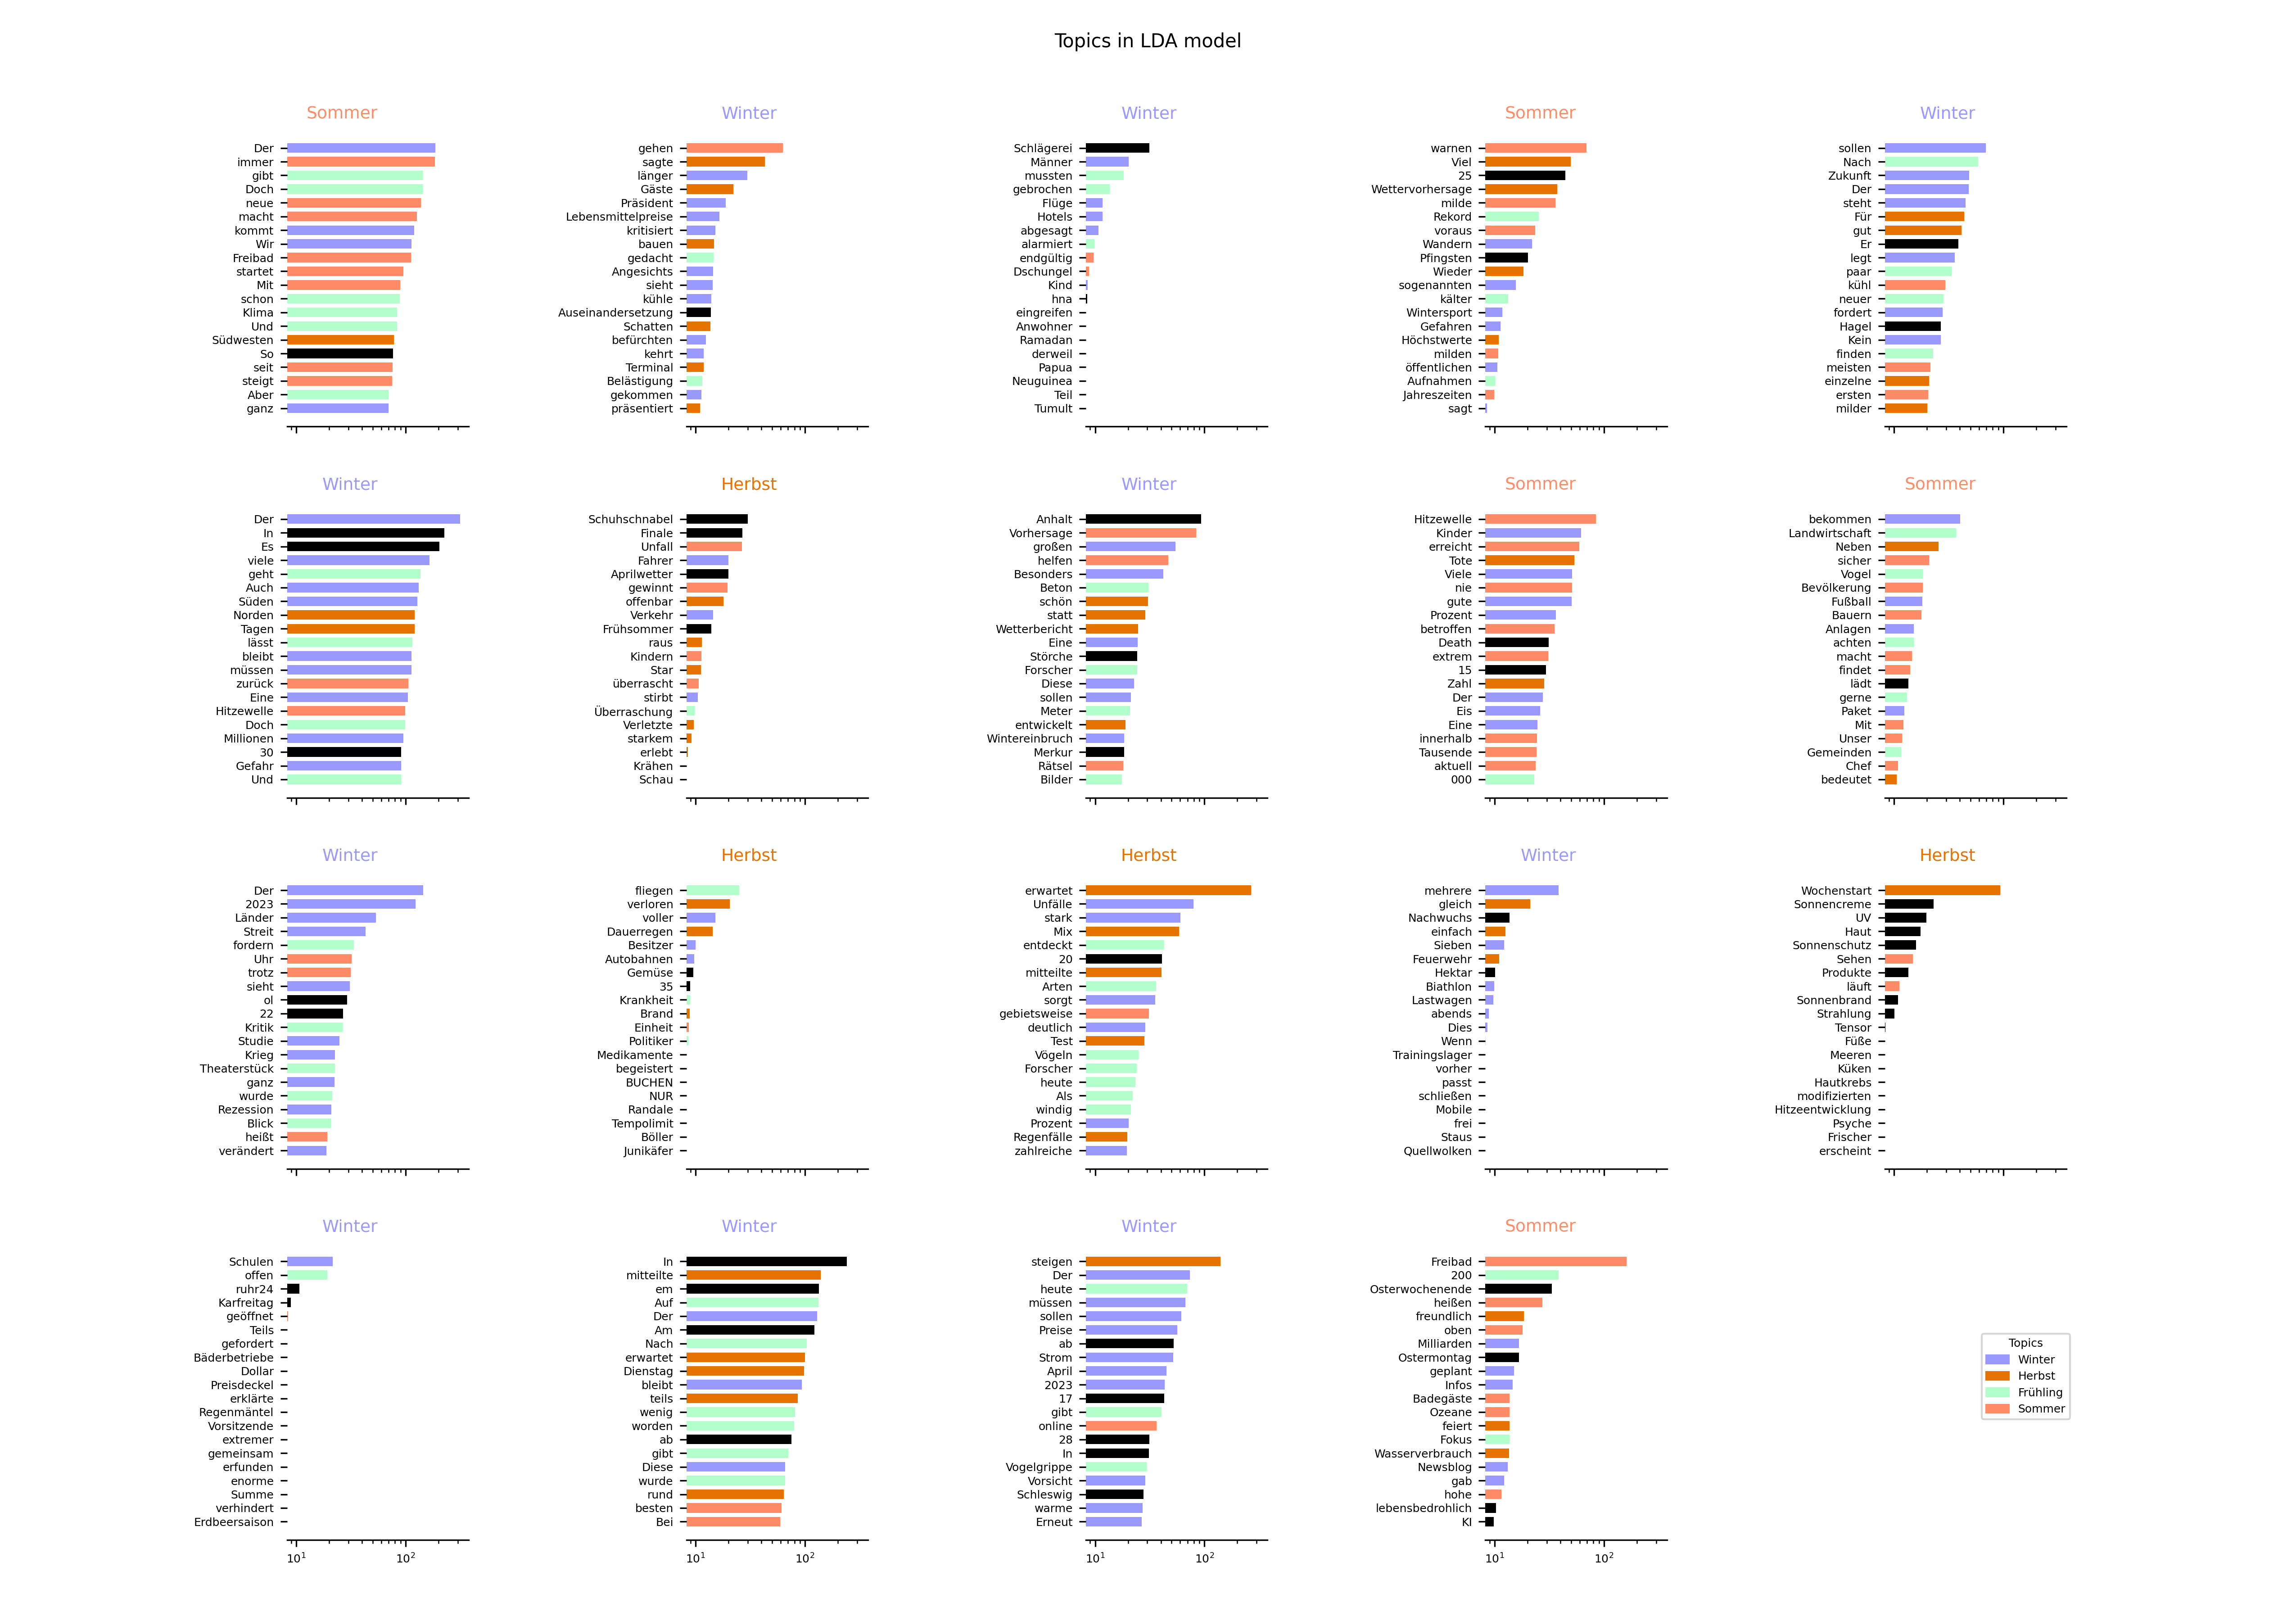 Topics in LDA model
Sommer
Der
immer
gibt
Doch
neue
macht
kommt
Wir
Freibad
startet
Mit
schon
Klima
Und
Südwesten
So
seit
steigt
Aber
ganz
Winter
gehen
sagte
länger
Gäste
Präsident
Lebensmittelpreise
kritisiert
bauen
gedacht
Angesichts
sieht
kühle
Auseinandersetzung
Schatten
befürchten
kehrt
Terminal
Belästigung
gekommen
präsentiert
Winter
Schlägerei
Männer
mussten
gebrochen
Flüge
Hotels
abgesagt
alarmiert
endgültig
Dschungel
Kind
hna
eingreifen
Anwohner
Ramadan
derweil
Papua
Neuguinea
Teil
Tumult
Sommer
warnen
Viel
25
Wettervorhersage
milde
Rekord
voraus
Wandern
Pfingsten
Wieder
sogenannten
kälter
Wintersport
Gefahren
Höchstwerte
milden
öffentlichen
Aufnahmen
Jahreszeiten
sagt
Winter
sollen
Nach
Zukunft
Der
steht
Für
gut
Er
legt
paar
kühl
neuer
fordert
Hagel
Kein
finden
meisten
einzelne
ersten
milder
Winter
Der
In
Es
viele
geht
Auch
Süden
Norden
Tagen
lässt
bleibt
müssen
zurück
Eine
Hitzewelle
Doch
Millionen
30
Gefahr
Und
Herbst
Schuhschnabel
Finale
Unfall
Fahrer
Aprilwetter
gewinnt
offenbar
Verkehr
Frühsommer
raus
Kindern
Star
überrascht
stirbt
Überraschung
Verletzte
starkem
erlebt
Krähen
Schau
Winter
Anhalt
Vorhersage
großen
helfen
Besonders
Beton
schön
statt
Wetterbericht
Eine
Störche
Forscher
Diese
sollen
Meter
entwickelt
Wintereinbruch
Merkur
Rätsel
Bilder
Sommer
Hitzewelle
Kinder
erreicht
Tote
Viele
nie
gute
Prozent
betroffen
Death
extrem
15
Zahl
Der
Eis
Eine
innerhalb
Tausende
aktuell
000
Sommer
bekommen
Landwirtschaft
Neben
sicher
Vogel
Bevölkerung
Fußball
Bauern
Anlagen
achten
macht
findet
lädt
gerne
Paket
Mit
Unser
Gemeinden
Chef
bedeutet
Winter
Der
2023
Länder
Streit
fordern
Uhr
trotz
sieht
ol
22
Kritik
Studie
Krieg
Theaterstück
ganz
wurde
Rezession
Blick
heißt
verändert
Herbst
fliegen
verloren
voller
Dauerregen
Besitzer
Autobahnen
Gemüse
35
Krankheit
Brand
Einheit
Politiker
Medikamente
begeistert
BUCHEN
NUR
Randale
Tempolimit
Böller
Junikäfer
Herbst
erwartet
Unfälle
stark
Mix
entdeckt
20
mitteilte
Arten
sorgt
gebietsweise
deutlich
Test
Vögeln
Forscher
heute
Als
windig
Prozent
Regenfälle
zahlreiche
Winter
mehrere
gleich
Nachwuchs
einfach
Sieben
Feuerwehr
Hektar
Biathlon
Lastwagen
abends
Dies
Wenn
Trainingslager
vorher
passt
schließen
Mobile
frei
Staus
Quellwolken
Herbst
Wochenstart
Sonnencreme
UV
Haut
Sonnenschutz
Sehen
Produkte
läuft
Sonnenbrand
Strahlung
Tensor
Füße
Meeren
Küken
Hautkrebs
modifizierten
Hitzeentwicklung
Psyche
Frischer
erscheint
Winter
Schulen
offen
ruhr24
Karfreitag
geöffnet
Teils
gefordert
Bäderbetriebe
Dollar
Preisdeckel
erklärte
Regenmäntel
Vorsitzende
extremer
gemeinsam
erfunden
enorme
Summe
verhindert
Erdbeersaison
10¹ 10²
Winter
In
mitteilte
em
Auf
Der
Am
Nach
erwartet
Dienstag
bleibt
teils
wenig
worden
ab
gibt
Diese
wurde
rund
besten
Bei
10¹ 10²
Winter
steigen
Der
heute
müssen
sollen
Preise
ab
Strom
April
2023
17
gibt
online
28
In
Vogelgrippe
Vorsicht
Schleswig
warme
Erneut
10¹ 10²
Sommer
Freibad
200
Osterwochenende
heißen
freundlich
oben
Milliarden
Ostermontag
geplant
Infos
Badegäste
Ozeane
feiert
Fokus
Wasserverbrauch
Newsblog
gab
hohe
lebensbedrohlich
KI
10¹ 10²
Topics
Winter
Herbst
Frühling
Sommer